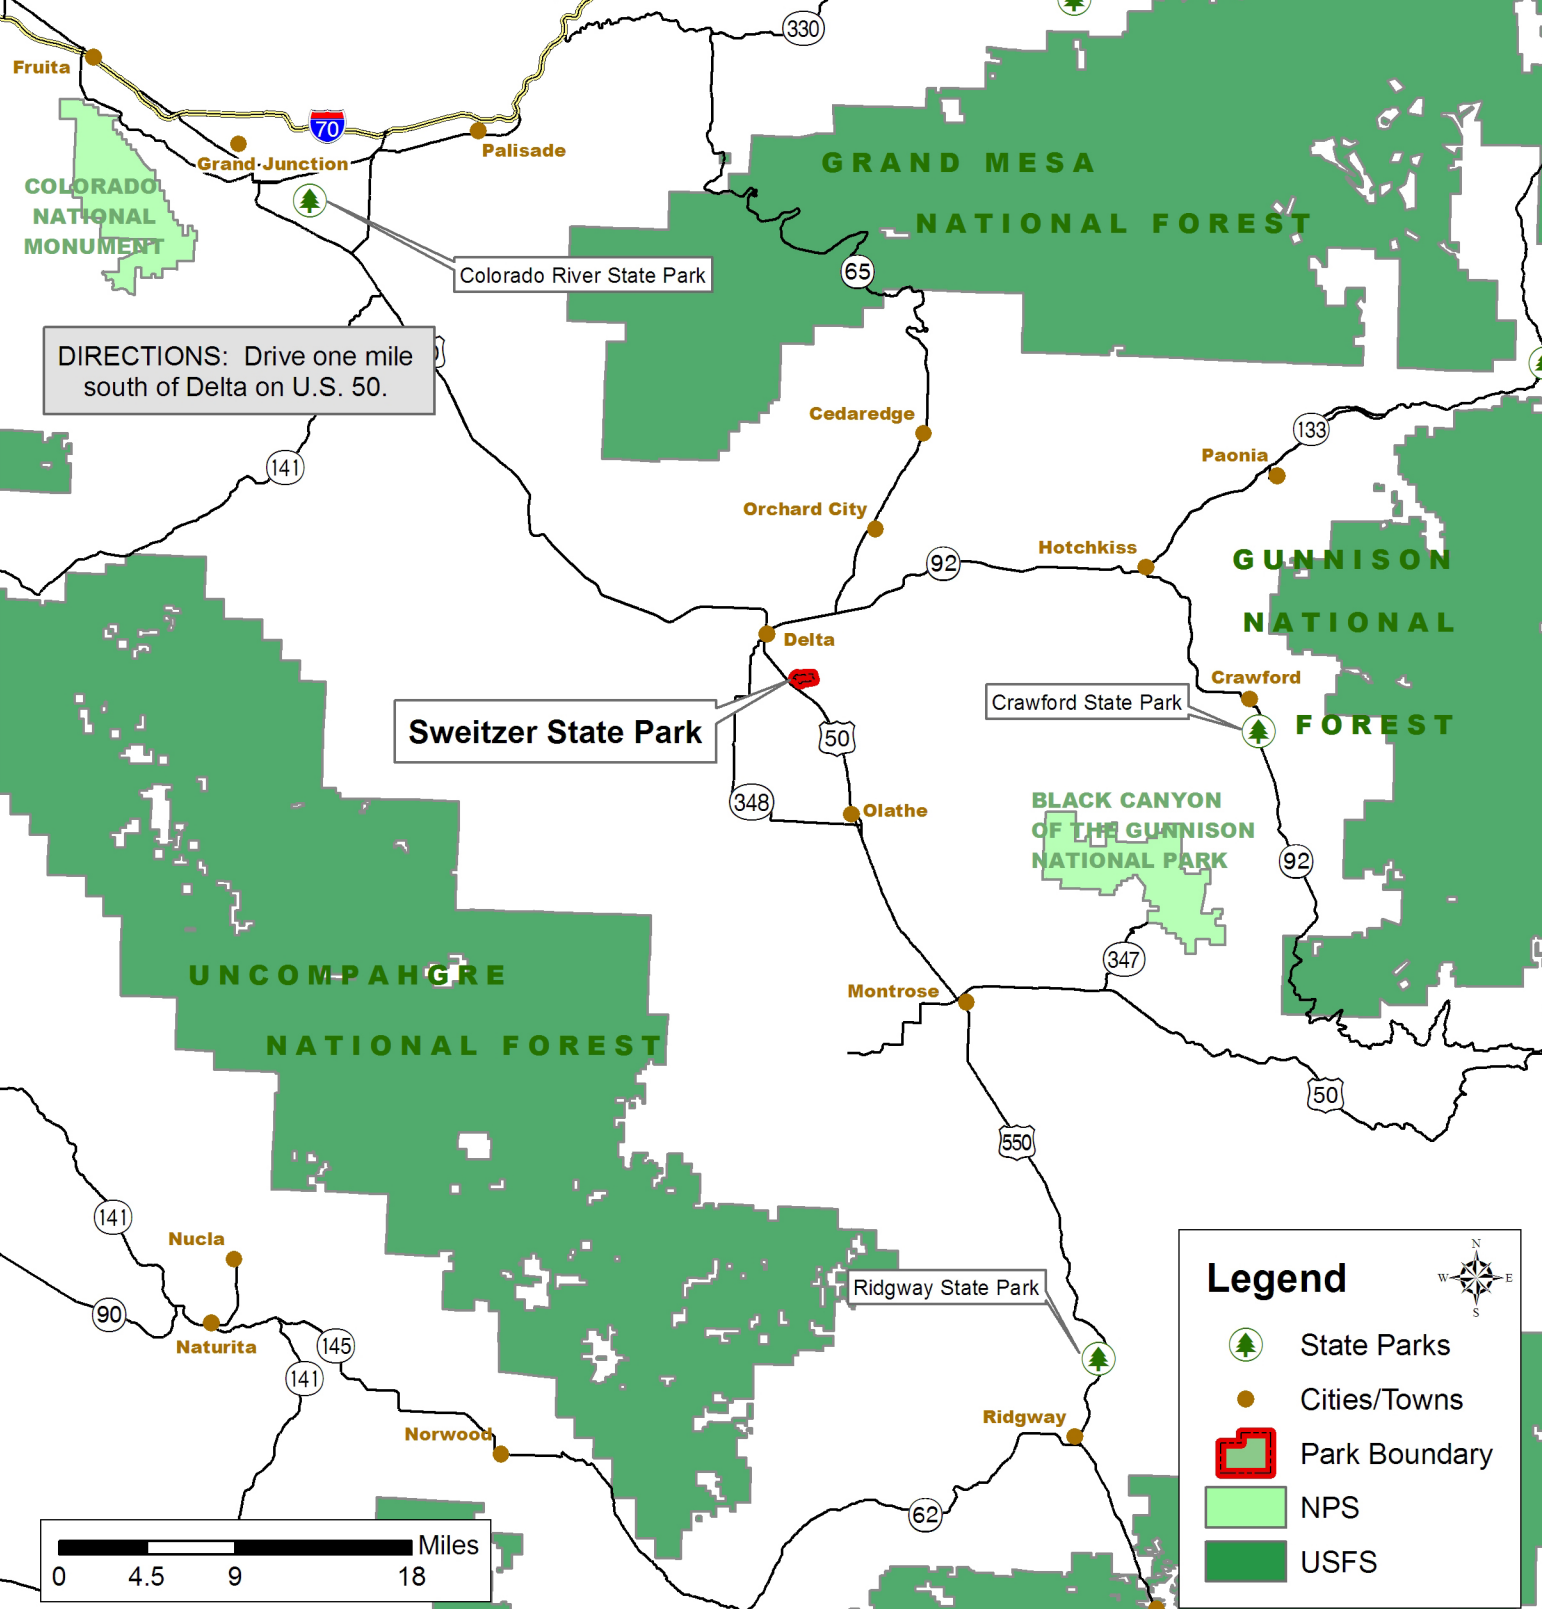 330
Fruita
70
Palisade
Grand Junction
GRAND MESA
COLORADO
NATIONAL
MONUMENT
NATIONAL FOREST
65
Colorado River State Park
DIRECTIONS: Drive one mile
south of Delta on U.S. 50.
Cedaredge
133
Paonia
141
Orchard City
Hotchkiss
92
GUNNISON
NATIONAL
FOREST
Delta
Crawford
Crawford State Park
Sweitzer State Park
50
348
Olathe
BLACK CANYON
OF THE GUNNISON
NATIONAL PARK
92
347
UNCOMPAHGRE
NATIONAL FOREST
Montrose
50
550
141
Nucla
90
Naturita
145
141
Ridgway State Park
Norwood
Ridgway
62
Legend
N
W
E
S
State Parks
Cities/Towns
Park Boundary
NPS
USFS
Miles
0 4.5 9 18